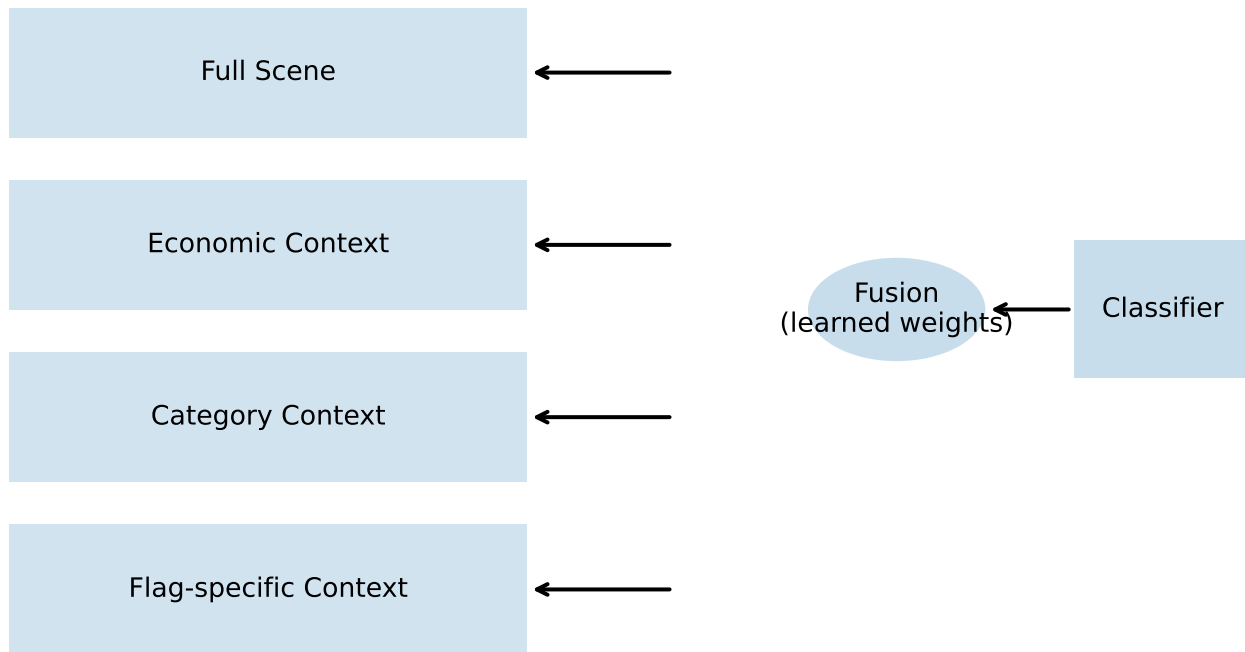 Full Scene
Economic Context
Fusion
(learned weights)
Classifier
Category Context
Flag-specific Context